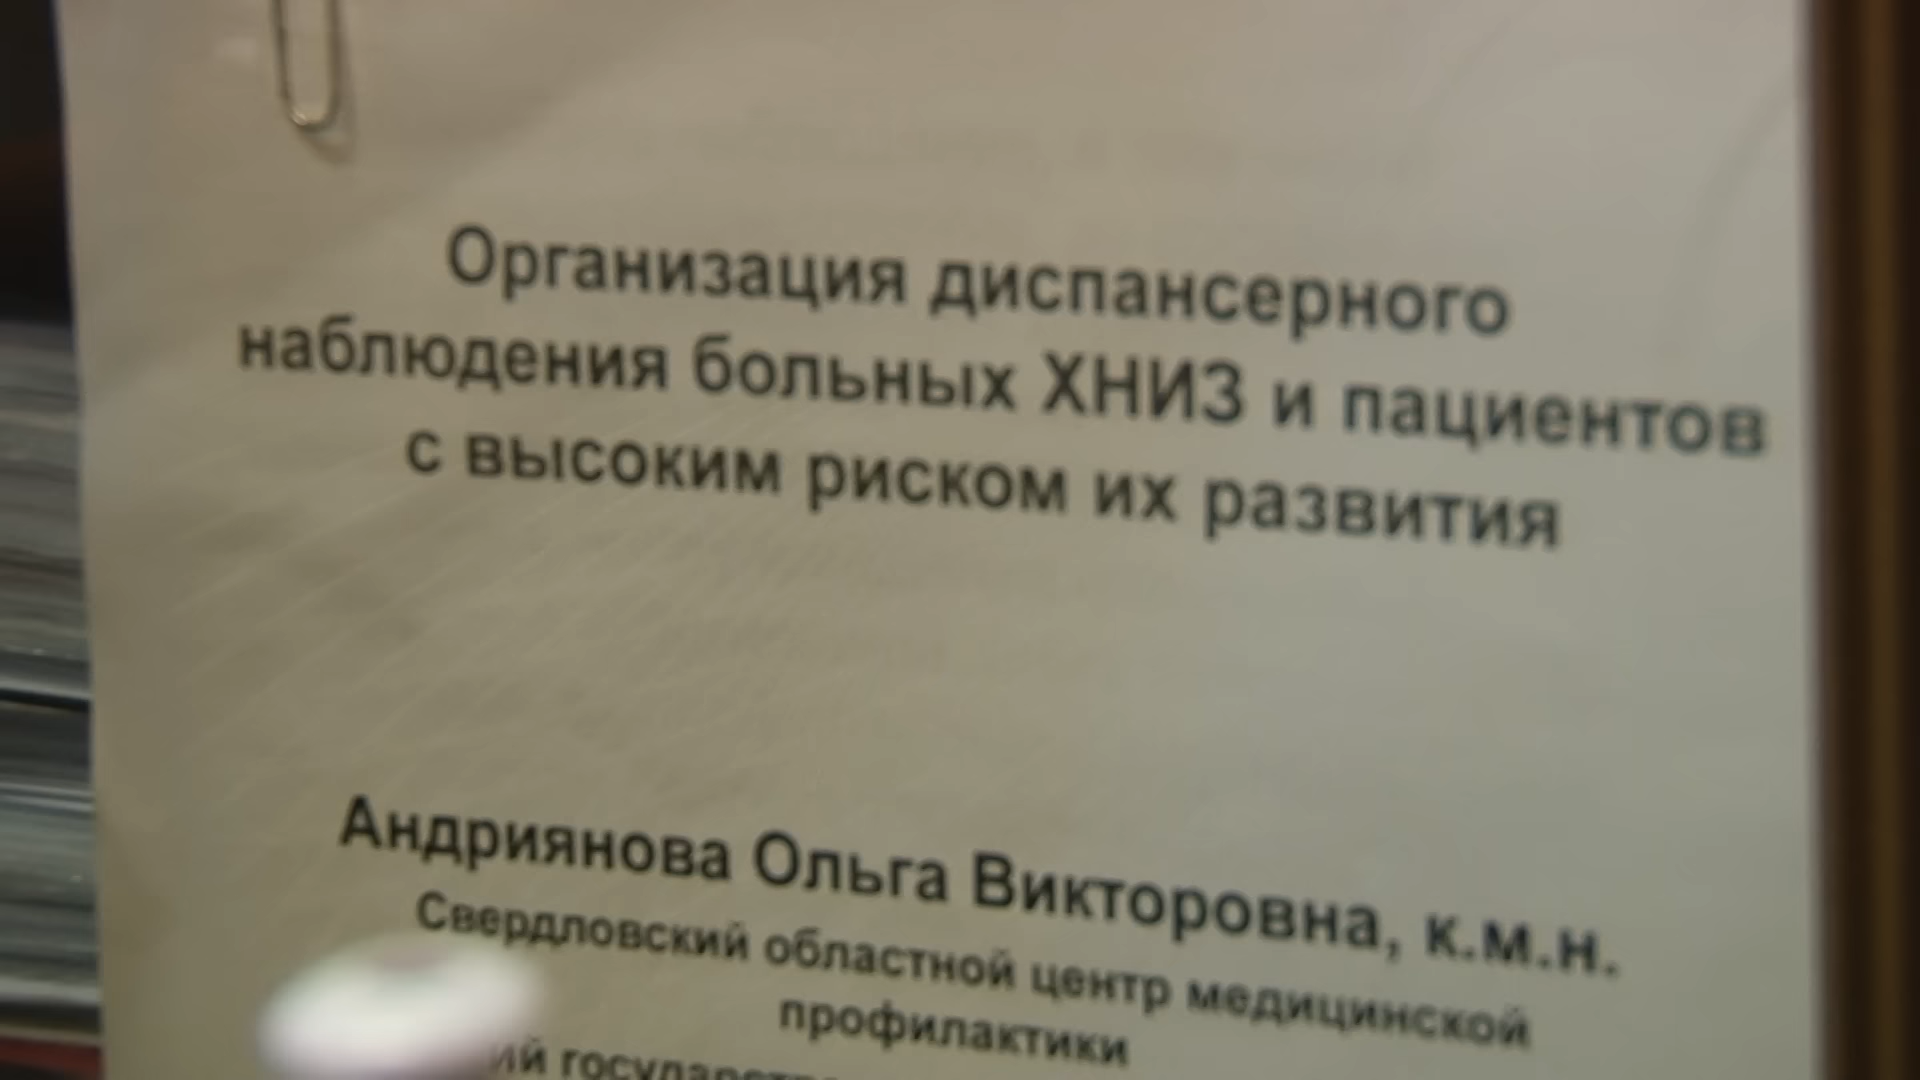 Организация диспансерного
наблюдения больных ХНИЗ и пациентов
с высоким риском их развития
Андриянова Ольга Викторовна, к.м.н.
Свердловский областной центр медицинской
профилактики